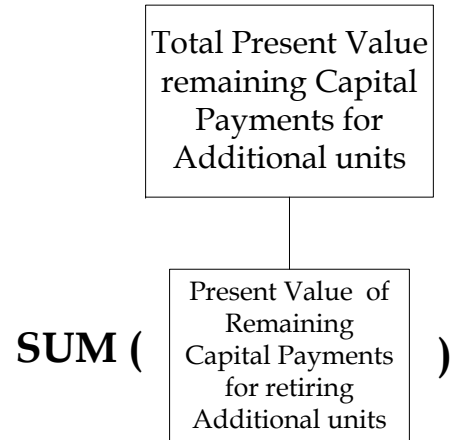 Total Present Value
remaining Capital
Payments for
Additional units
SUM (
Present Value of
Remaining
Capital Payments
for retiring
Additional units
)